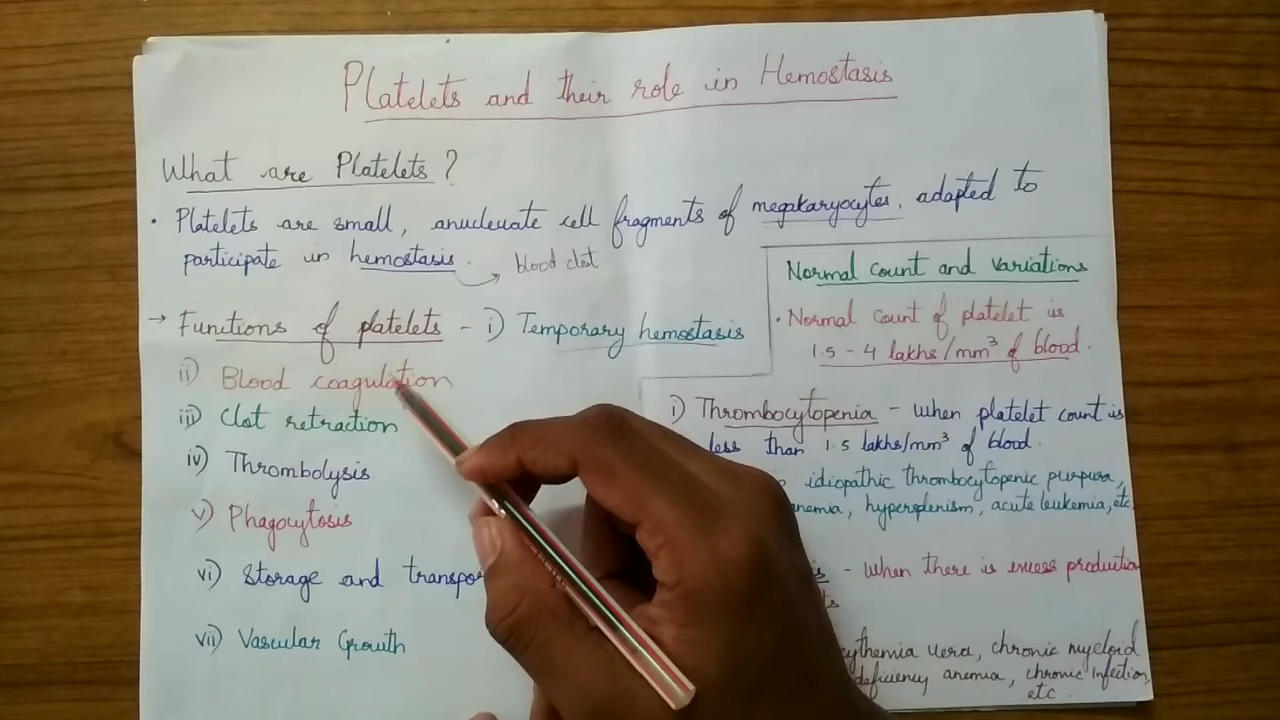 Platelets and their role in Hemostasis
What are Platelets?
• Platelets are small, anucleuate cell fragments of megakaryocytes, adapted to
participate in hemostasis. → blood clot
→ Functions of platelets - i) Temporary hemostasis
ii) Blood coagulation
iii) Clot retraction
iv) Thrombolysis
v) Phagocytosis
vi) Storage and transpo
vii) Vascular Growth
Normal count and variations
• Normal count of platelet is
1.5 - 4 lakhs/mm³ of blood.
i) Thrombocytopenia - when platelet count is
less than 1.5 lakhs/mm³ of blood.
idiopathic thrombocytopenic purpura,
anemia, hypersplenism, acute leukemia, etc
is - when there is excess production
ts
cythemia vera, chronic myeloid
deficiency anemia, chronic infection,
etc.